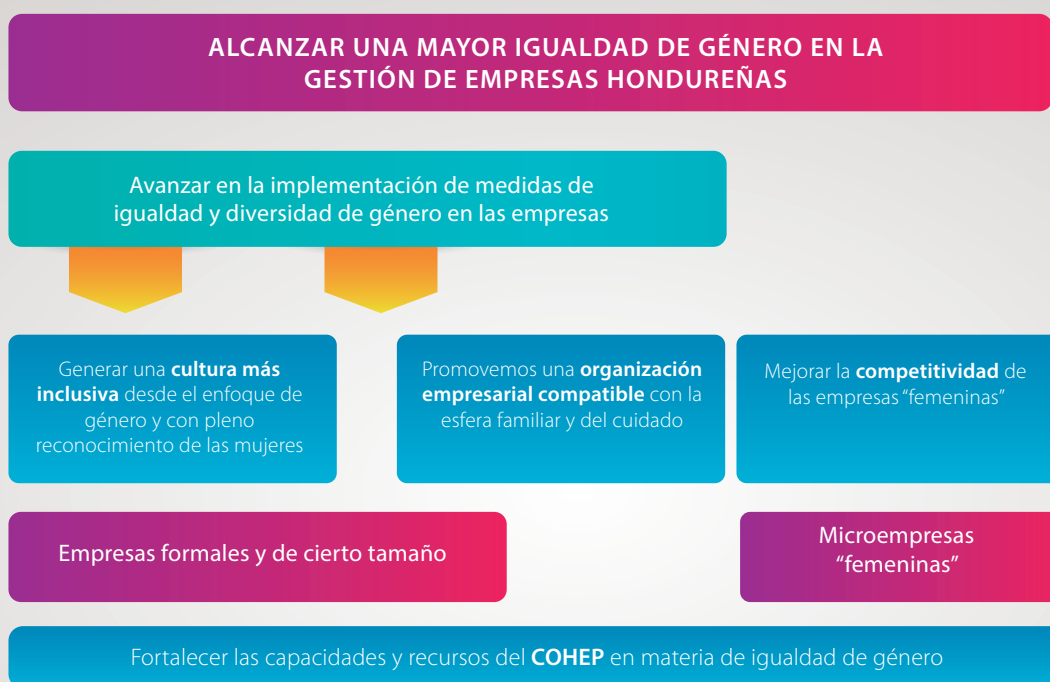 ALCANZAR UNA MAYOR IGUALDAD DE GÉNERO EN LA
GESTIÓN DE EMPRESAS HONDUREÑAS
Avanzar en la implementación de medidas de
igualdad y diversidad de género en las empresas
Generar una cultura más
inclusiva desde el enfoque de
género y con pleno
reconocimiento de las mujeres
Promovemos una organización
empresarial compatible con la
esfera familiar y del cuidado
Mejorar la competitividad de
las empresas “femeninas”
Empresas formales y de cierto tamaño
Microempresas
“femeninas”
Fortalecer las capacidades y recursos del COHEP en materia de igualdad de género